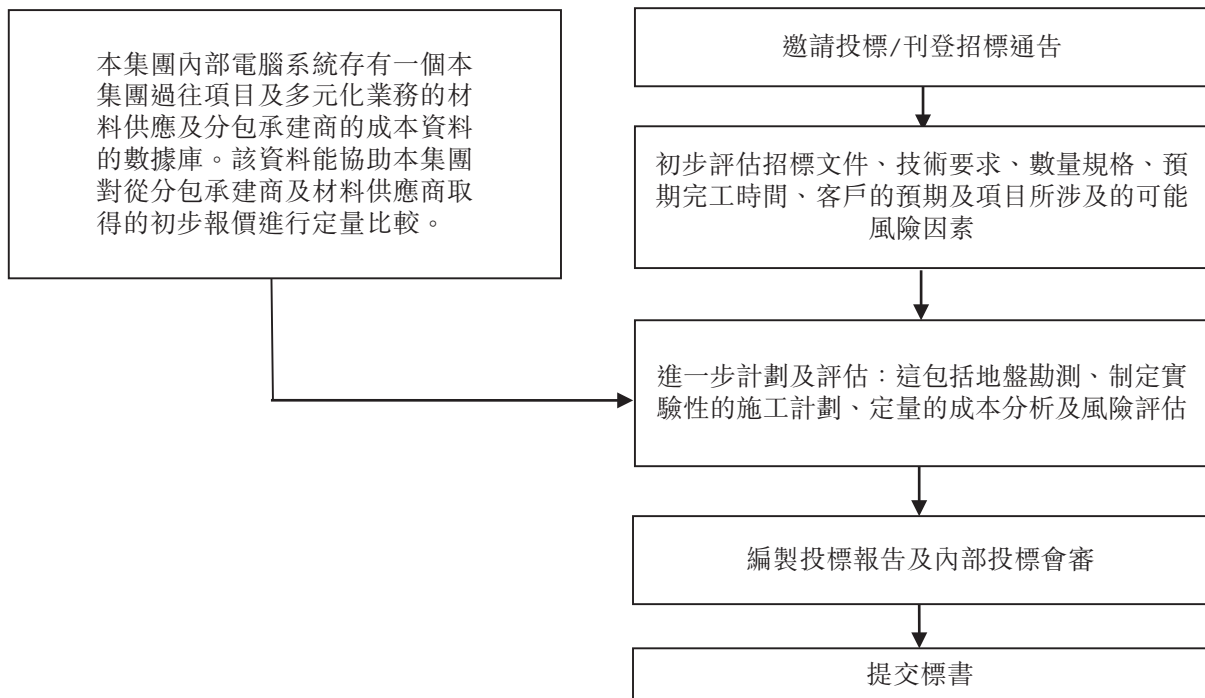 本集團內部電腦系統存有一個本
集團過往項目及多元化業務的材
料供應及分包承建商的成本資料
的數據庫。該資料能協助本集團
對從分包承建商及材料供應商取
得的初步報價進行定量比較。
邀請投標/刊登招標通告
初步評估招標文件、技術要求、數量規格、預
期完工時間、客戶的預期及項目所涉及的可能
風險因素
進一步計劃及評估：這包括地盤勘測、制定實
驗性的施工計劃、定量的成本分析及風險評估
編製投標報告及內部投標會審
提交標書